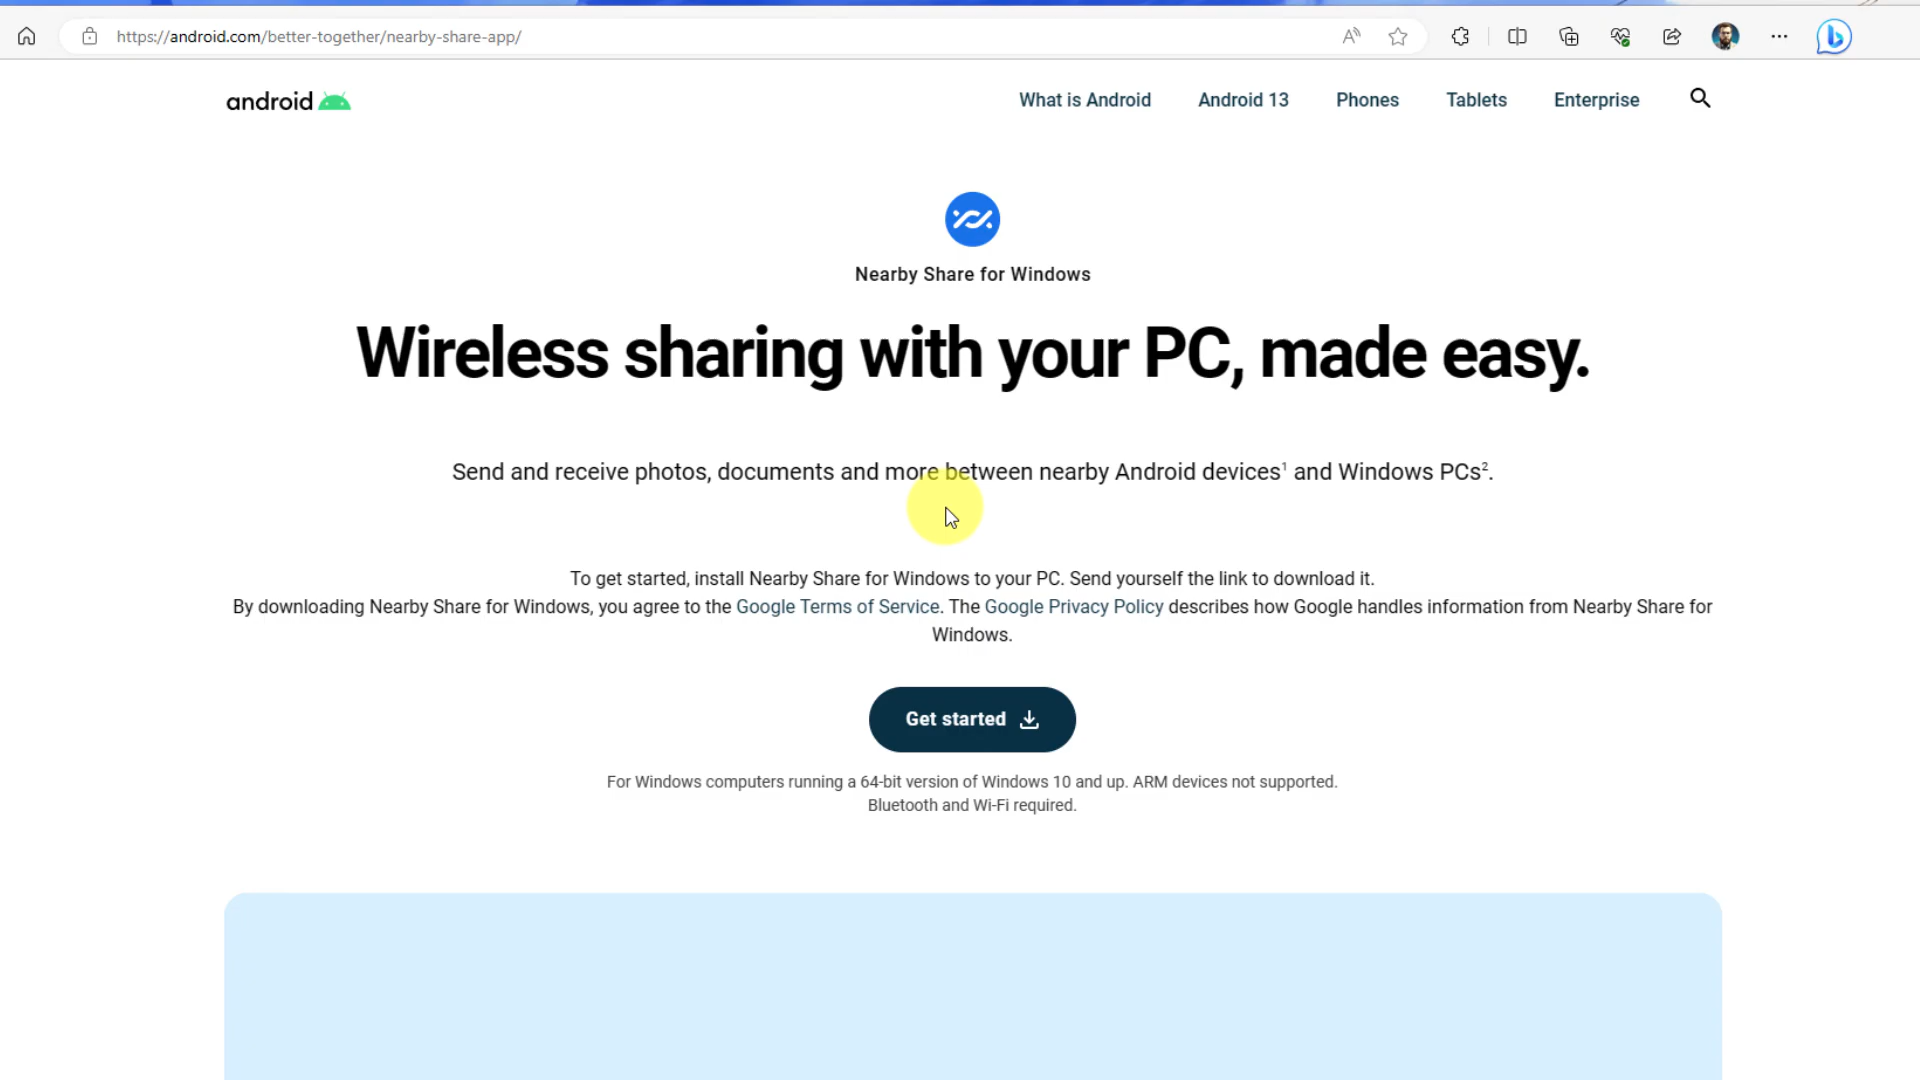 https://android.com/better-together/nearby-share-app/
android
What is Android
Android 13
Phones
Tablets
Enterprise
Nearby Share for Windows
Wireless sharing with your PC, made easy.
Send and receive photos, documents and more between nearby Android devices¹ and Windows PCs².
To get started, install Nearby Share for Windows to your PC. Send yourself the link to download it.
By downloading Nearby Share for Windows, you agree to the Google Terms of Service. The Google Privacy Policy describes how Google handles information from Nearby Share for
Windows.
Get started
For Windows computers running a 64-bit version of Windows 10 and up. ARM devices not supported.
Bluetooth and Wi-Fi required.